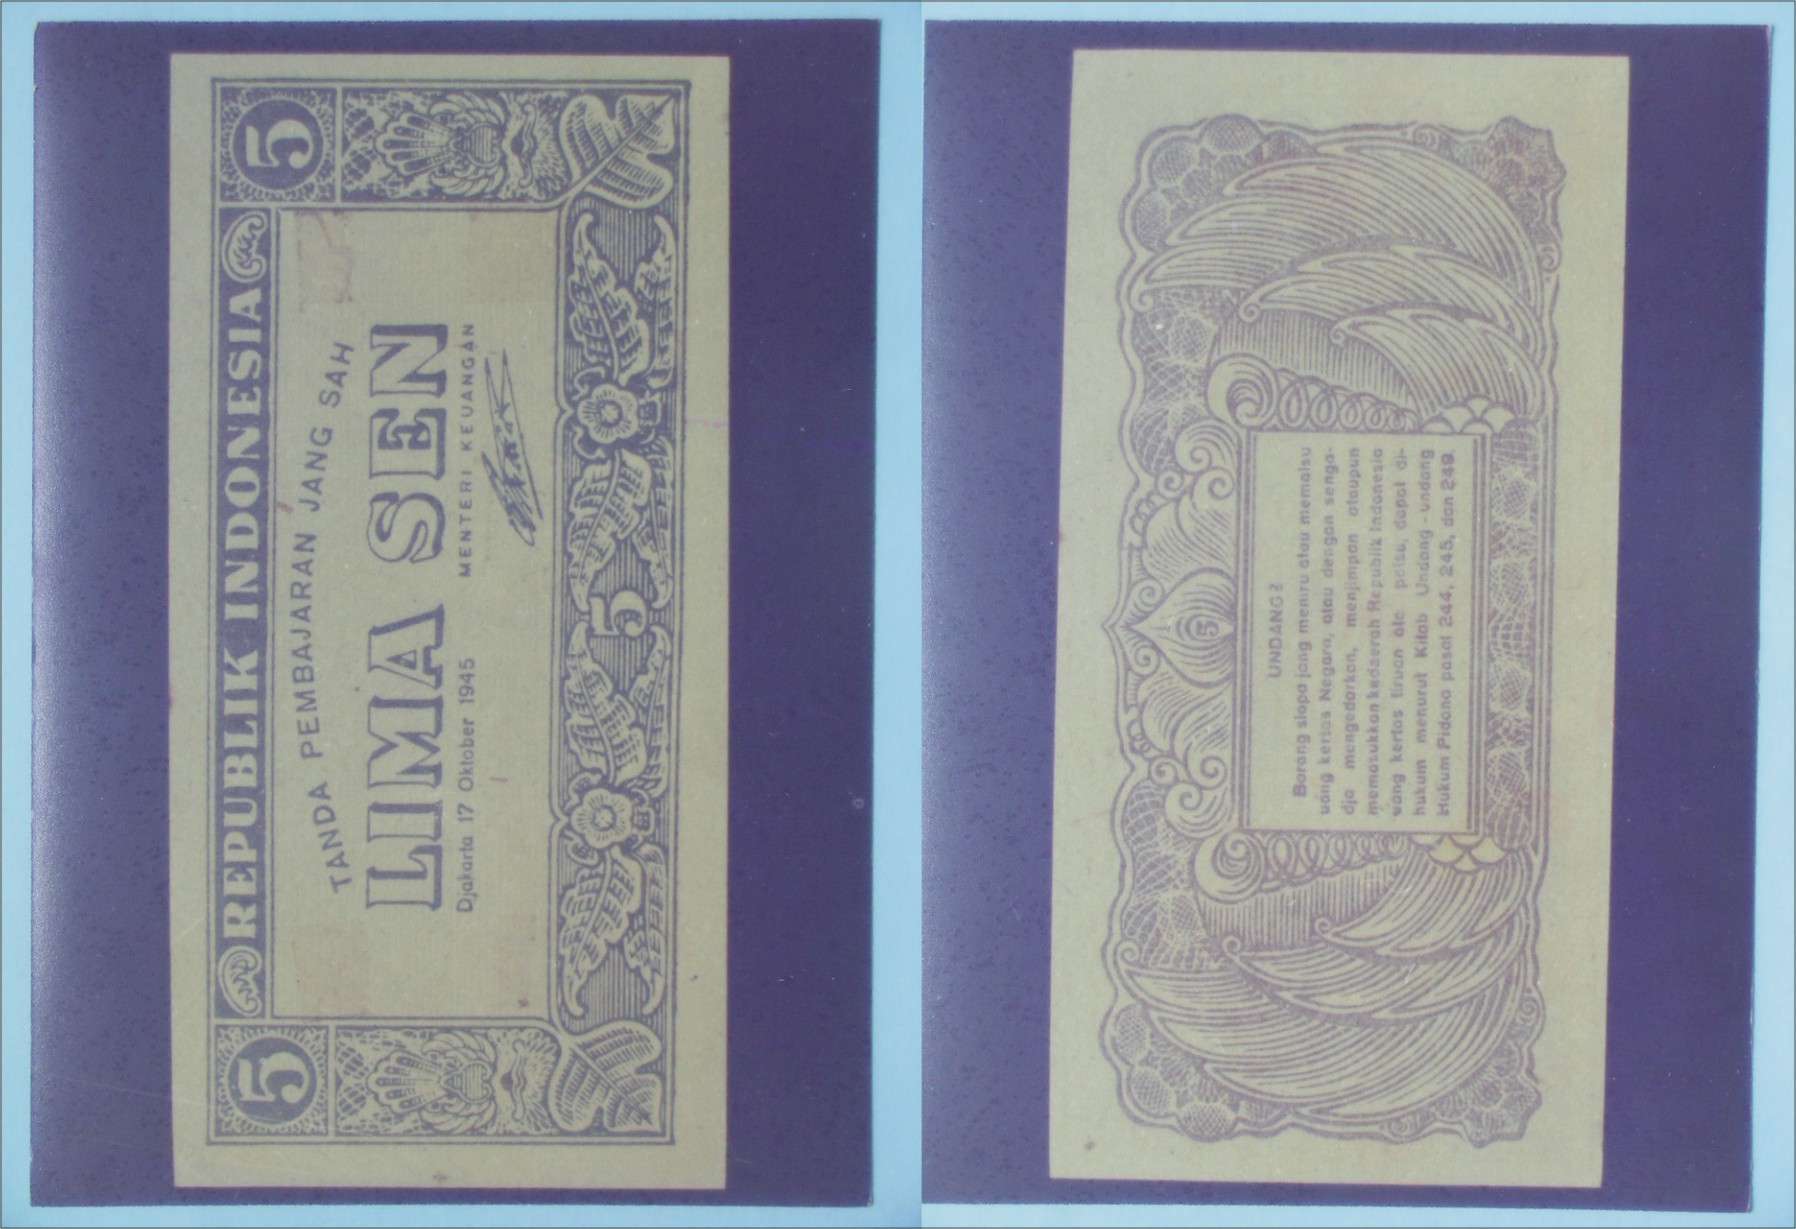 5
REPUBLIK INDONESIA
5
TANDA PEMBAJARAN JANG SAH
LIMA SEN
Djakarta 17 Oktober 1945
MENTERI KEUANGAN
5
5
UNDANG²
Barang siapa jang meniru atau memalsu
uang kertas Negara, atau dengan senga-
dja mengedarkan, menjimpan ataupun
memasukkan kedaerah Republik Indonesia
uang kertas tiruan atc palsu, dapat di-
hukum menurut Kitab Undang-undang
Hukum Pidana pasal 244, 245, dan 249.